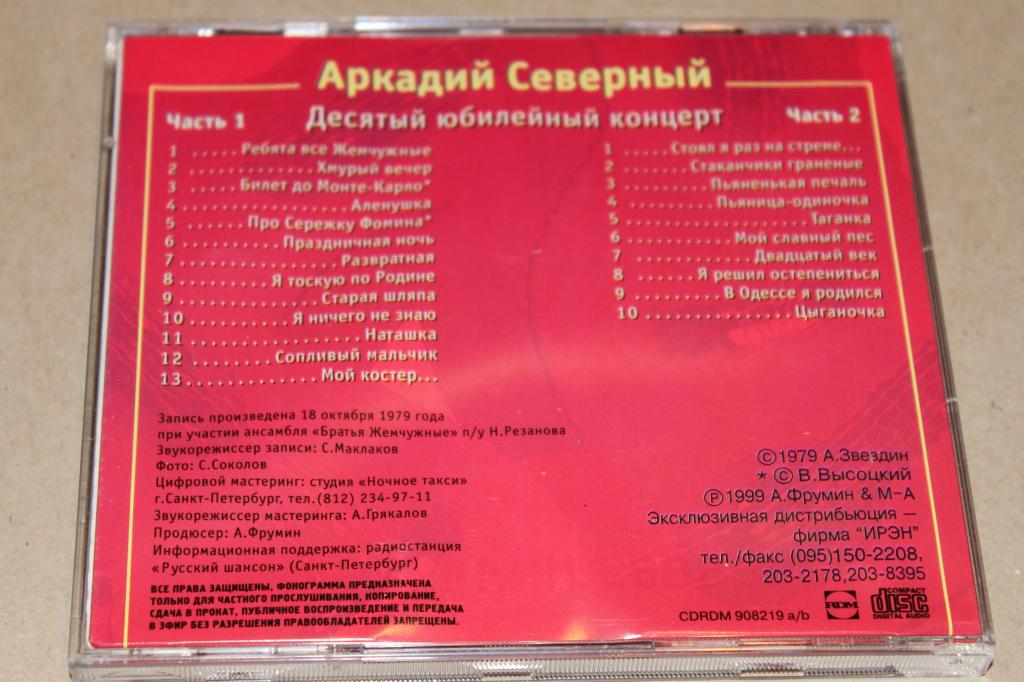 Аркадий Северный
Часть 1
Десятый юбилейный концерт
Часть 2
1 ..... Ребята все Жемчужные
2 ............. Хмурый вечер
3 ..... Билет до Монте-Карло*
4 .................... Аленушка
5 ...... Про Сережку Фомина*
6 .......... Праздничная ночь
7 ................. Развратная
8 ......... Я тоскую по Родине
9 ............... Старая шляпа
10 .......... Я ничего не знаю
11 .................. Наташка
12 ........ Сопливый мальчик
13 ............. Мой костер...
1 ..... Стоял я раз на стреме...
2 ........ Стаканчики граненые
3 .......... Пьяненькая печаль
4 ......... Пьяница-одиночка
5 ................... Таганка
6 ........... Мой славный пес
7 ............. Двадцатый век
8 ....... Я решил остепениться
9 ......... В Одессе я родился
10 ............... Цыганочка
Запись произведена 18 октября 1979 года
при участии ансамбля «Братья Жемчужные» п/у Н.Резанова
Звукорежиссер записи: С.Маклаков
Фото: С.Соколов
Цифровой мастеринг: студия «Ночное такси»
г.Санкт-Петербург, тел.(812) 234-97-11
Звукорежиссер мастеринга: А.Грякалов
Продюсер: А.Фрумин
Информационная поддержка: радиостанция
«Русский шансон» (Санкт-Петербург)
ВСЕ ПРАВА ЗАЩИЩЕНЫ, ФОНОГРАММА ПРЕДНАЗНАЧЕНА
ТОЛЬКО ДЛЯ ЧАСТНОГО ПРОСЛУШИВАНИЯ, КОПИРОВАНИЕ,
СДАЧА В ПРОКАТ, ПУБЛИЧНОЕ ВОСПРОИЗВЕДЕНИЕ И ПЕРЕДАЧА
В ЭФИР БЕЗ РАЗРЕШЕНИЯ ПРАВООБЛАДАТЕЛЕЙ ЗАПРЕЩЕНЫ.
©1979 А.Звездин
* © В.Высоцкий
℗1999 А.Фрумин & М-А
Эксклюзивная дистрибьюция –
фирма "ИРЭН"
тел./факс (095)150-2208,
203-2178,203-8395
CDRDM 908219 a/b
RDM
COMPACT
disc
DIGITAL AUDIO